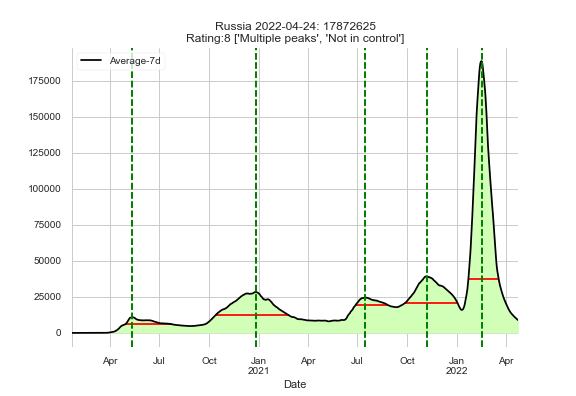 Russia 2022-04-24: 17872625
Rating:8 ['Multiple peaks', 'Not in control']
Average-7d
175000
150000
125000
100000
75000
50000
25000
0
Apr Jul Oct Jan Apr Jul Oct Jan Apr
2021 2022
Date